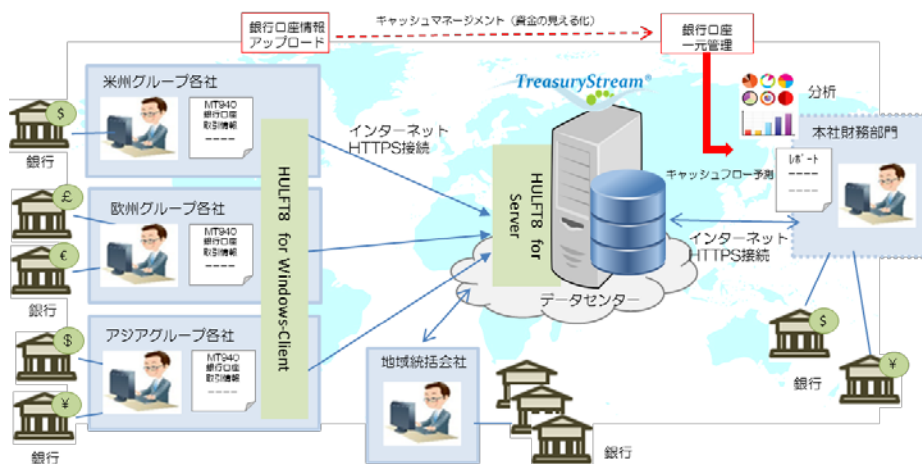 銀行口座情報
アップロード
キャッシュマネージメント（資金の見える化）
銀行口座
一元管理
米州グループ各社
MT940
銀行口座
取引情報
$
銀行
欧州グループ各社
MT940
銀行口座
取引情報
£
€
銀行
アジアグループ各社
MT940
銀行口座
取引情報
$
¥
銀行
HULFT8 for Windows-Client
インターネット
HTTPS接続
TreasuryStream®
HULFT8 for
Server
データセンター
地域統括会社
銀行
分析
本社財務部門
レポート
キャッシュフロー予測
インターネット
HTTPS接続
$
銀行
¥